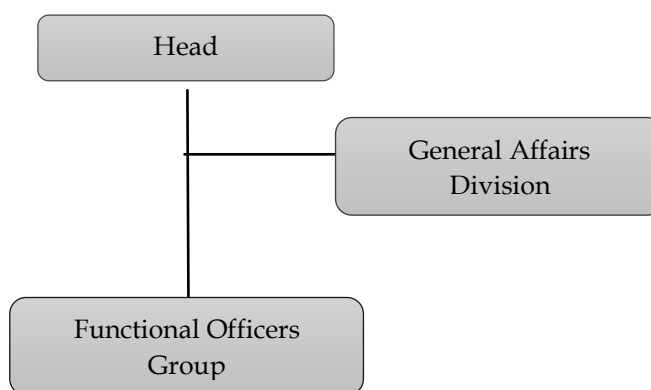 Head
General Affairs
Division
Functional Officers
Group